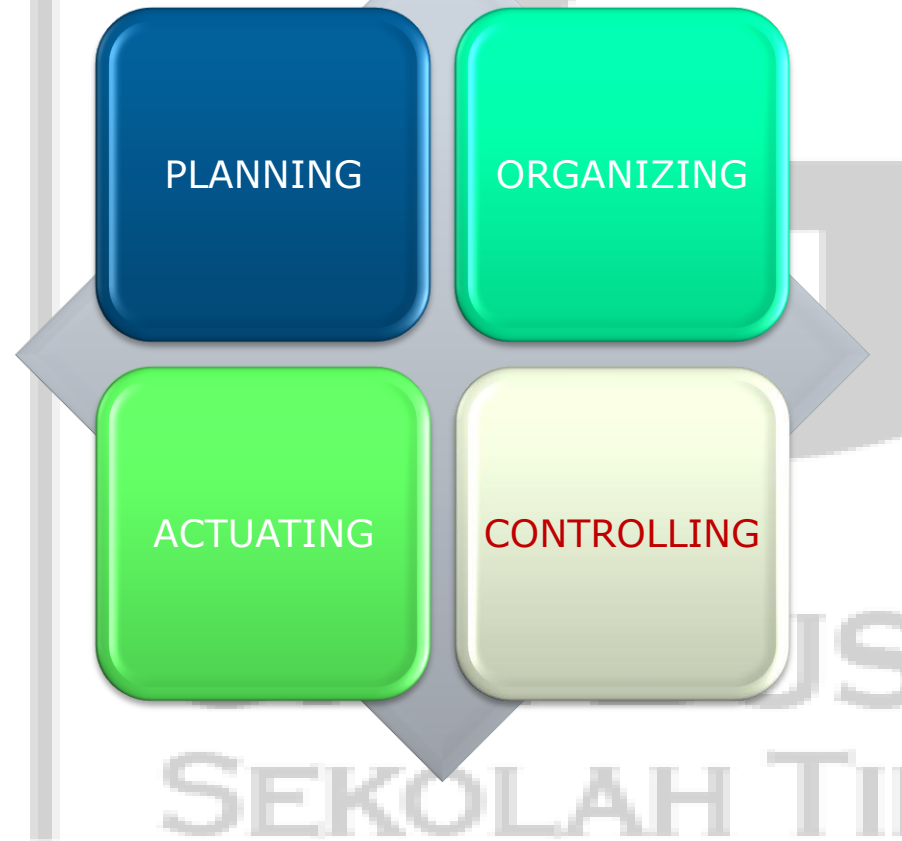 PLANNING
ORGANIZING
ACTUATING
CONTROLLING
SEKOLAH